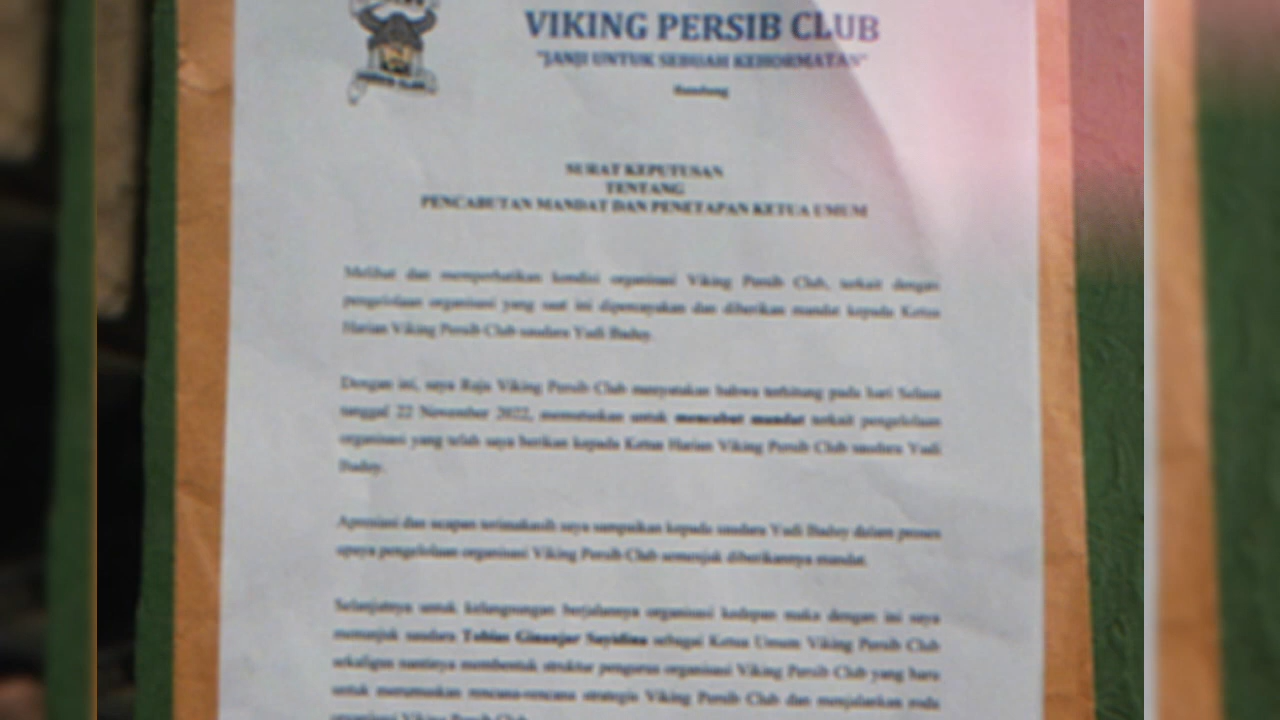 VIKING PERSIB CLUB
"JANJI UNTUK SEBUAH KEHORMATAN"
Bandung
SURAT KEPUTUSAN
TENTANG
PENCABUTAN MANDAT DAN PENETAPAN KETUA UMUM
Melihat dan memperhatikan kondisi organisasi Viking Persib Club, terkait dengan
pengelolaan organisasi yang saat ini dipercayakan dan diberikan mandat kepada Ketua
Harian Viking Persib Club saudara Yudi Baduy.
Dengan ini, saya Raja Viking Persib Club menyatakan bahwa terhitung pada hari Selasa
tanggal 22 November 2022, memutuskan untuk mencabut mandat terkait pengelolaan
organisasi yang telah saya berikan kepada Ketua Harian Viking Persib Club saudara Yudi
Baduy.
Apresiasi dan ucapan terimakasih saya sampaikan kepada saudara Yudi Baduy dalam proses
upaya pengelolaan organisasi Viking Persib Club semenjak diberikannya mandat.
Selanjutnya untuk kelangsungan berjalannya organisasi kedepan maka dengan ini saya
menunjuk saudara Tobias Ginanjar Sayidina sebagai Ketua Umum Viking Persib Club
sekaligus nantinya membentuk struktur pengurus organisasi Viking Persib Club yang baru
untuk merumuskan rencana-rencana strategis Viking Persib Club dan menjalankan roda
organisasi Viking Persib Club.